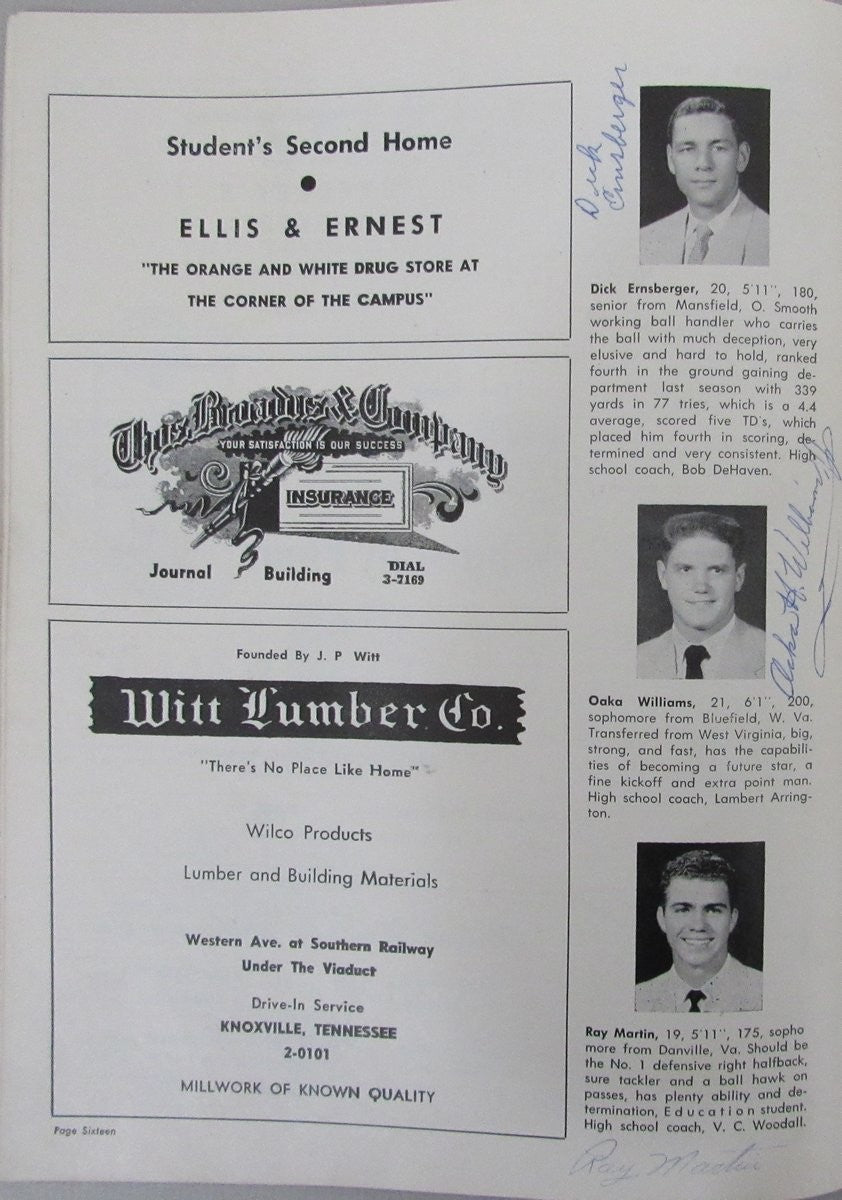 Student's Second Home
ELLIS & ERNEST
"THE ORANGE AND WHITE DRUG STORE AT
THE CORNER OF THE CAMPUS"
Thos. Broadus & Company
YOUR SATISFACTION IS OUR SUCCESS
INSURANCE
Journal Building
DIAL
3-7169
Founded By J. P Witt
Witt Lumber Co.
"There's No Place Like Home"
Wilco Products
Lumber and Building Materials
Western Ave. at Southern Railway
Under The Viaduct
Drive-In Service
KNOXVILLE, TENNESSEE
2-0101
MILLWORK OF KNOWN QUALITY
Page Sixteen
Dick
Ernsberger
Dick Ernsberger, 20, 5'11", 180,
senior from Mansfield, O. Smooth
working ball handler who carries
the ball with much deception, very
elusive and hard to hold, ranked
fourth in the ground gaining de-
partment last season with 339
yards in 77 tries, which is a 4.4
average, scored five TD's, which
placed him fourth in scoring, de-
termined and very consistent. High
school coach, Bob DeHaven.
Oaka H. Williams
Oaka Williams, 21, 6'1", 200,
sophomore from Bluefield, W. Va.
Transferred from West Virginia, big,
strong, and fast, has the capabili-
ties of becoming a future star, a
fine kickoff and extra point man.
High school coach, Lambert Arring-
ton.
Ray Martin, 19, 5'11", 175, sopho
more from Danville, Va. Should be
the No. 1 defensive right halfback,
sure tackler and a ball hawk on
passes, has plenty ability and de-
termination, Education student.
High school coach, V. C. Woodall.
Ray Martin